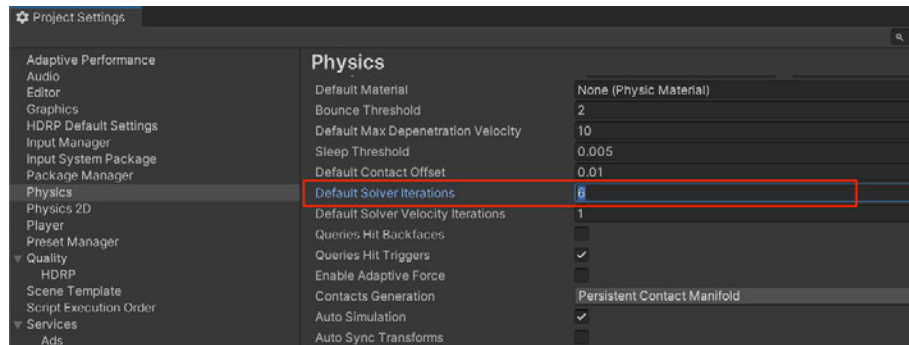 Project Settings
Adaptive Performance
Audio
Editor
Graphics
HDRP Default Settings
Input Manager
Input System Package
Package Manager
Physics
Physics 2D
Player
Preset Manager
Quality
HDRP
Scene Template
Script Execution Order
Services
Ads
Physics
Default Material None (Physic Material)
Bounce Threshold 2
Default Max Depenetration Velocity 10
Sleep Threshold 0.005
Default Contact Offset 0.01
Default Solver Iterations 6
Default Solver Velocity Iterations 1
Queries Hit Backfaces
Queries Hit Triggers
Enable Adaptive Force
Contacts Generation Persistent Contact Manifold
Auto Simulation
Auto Sync Transforms